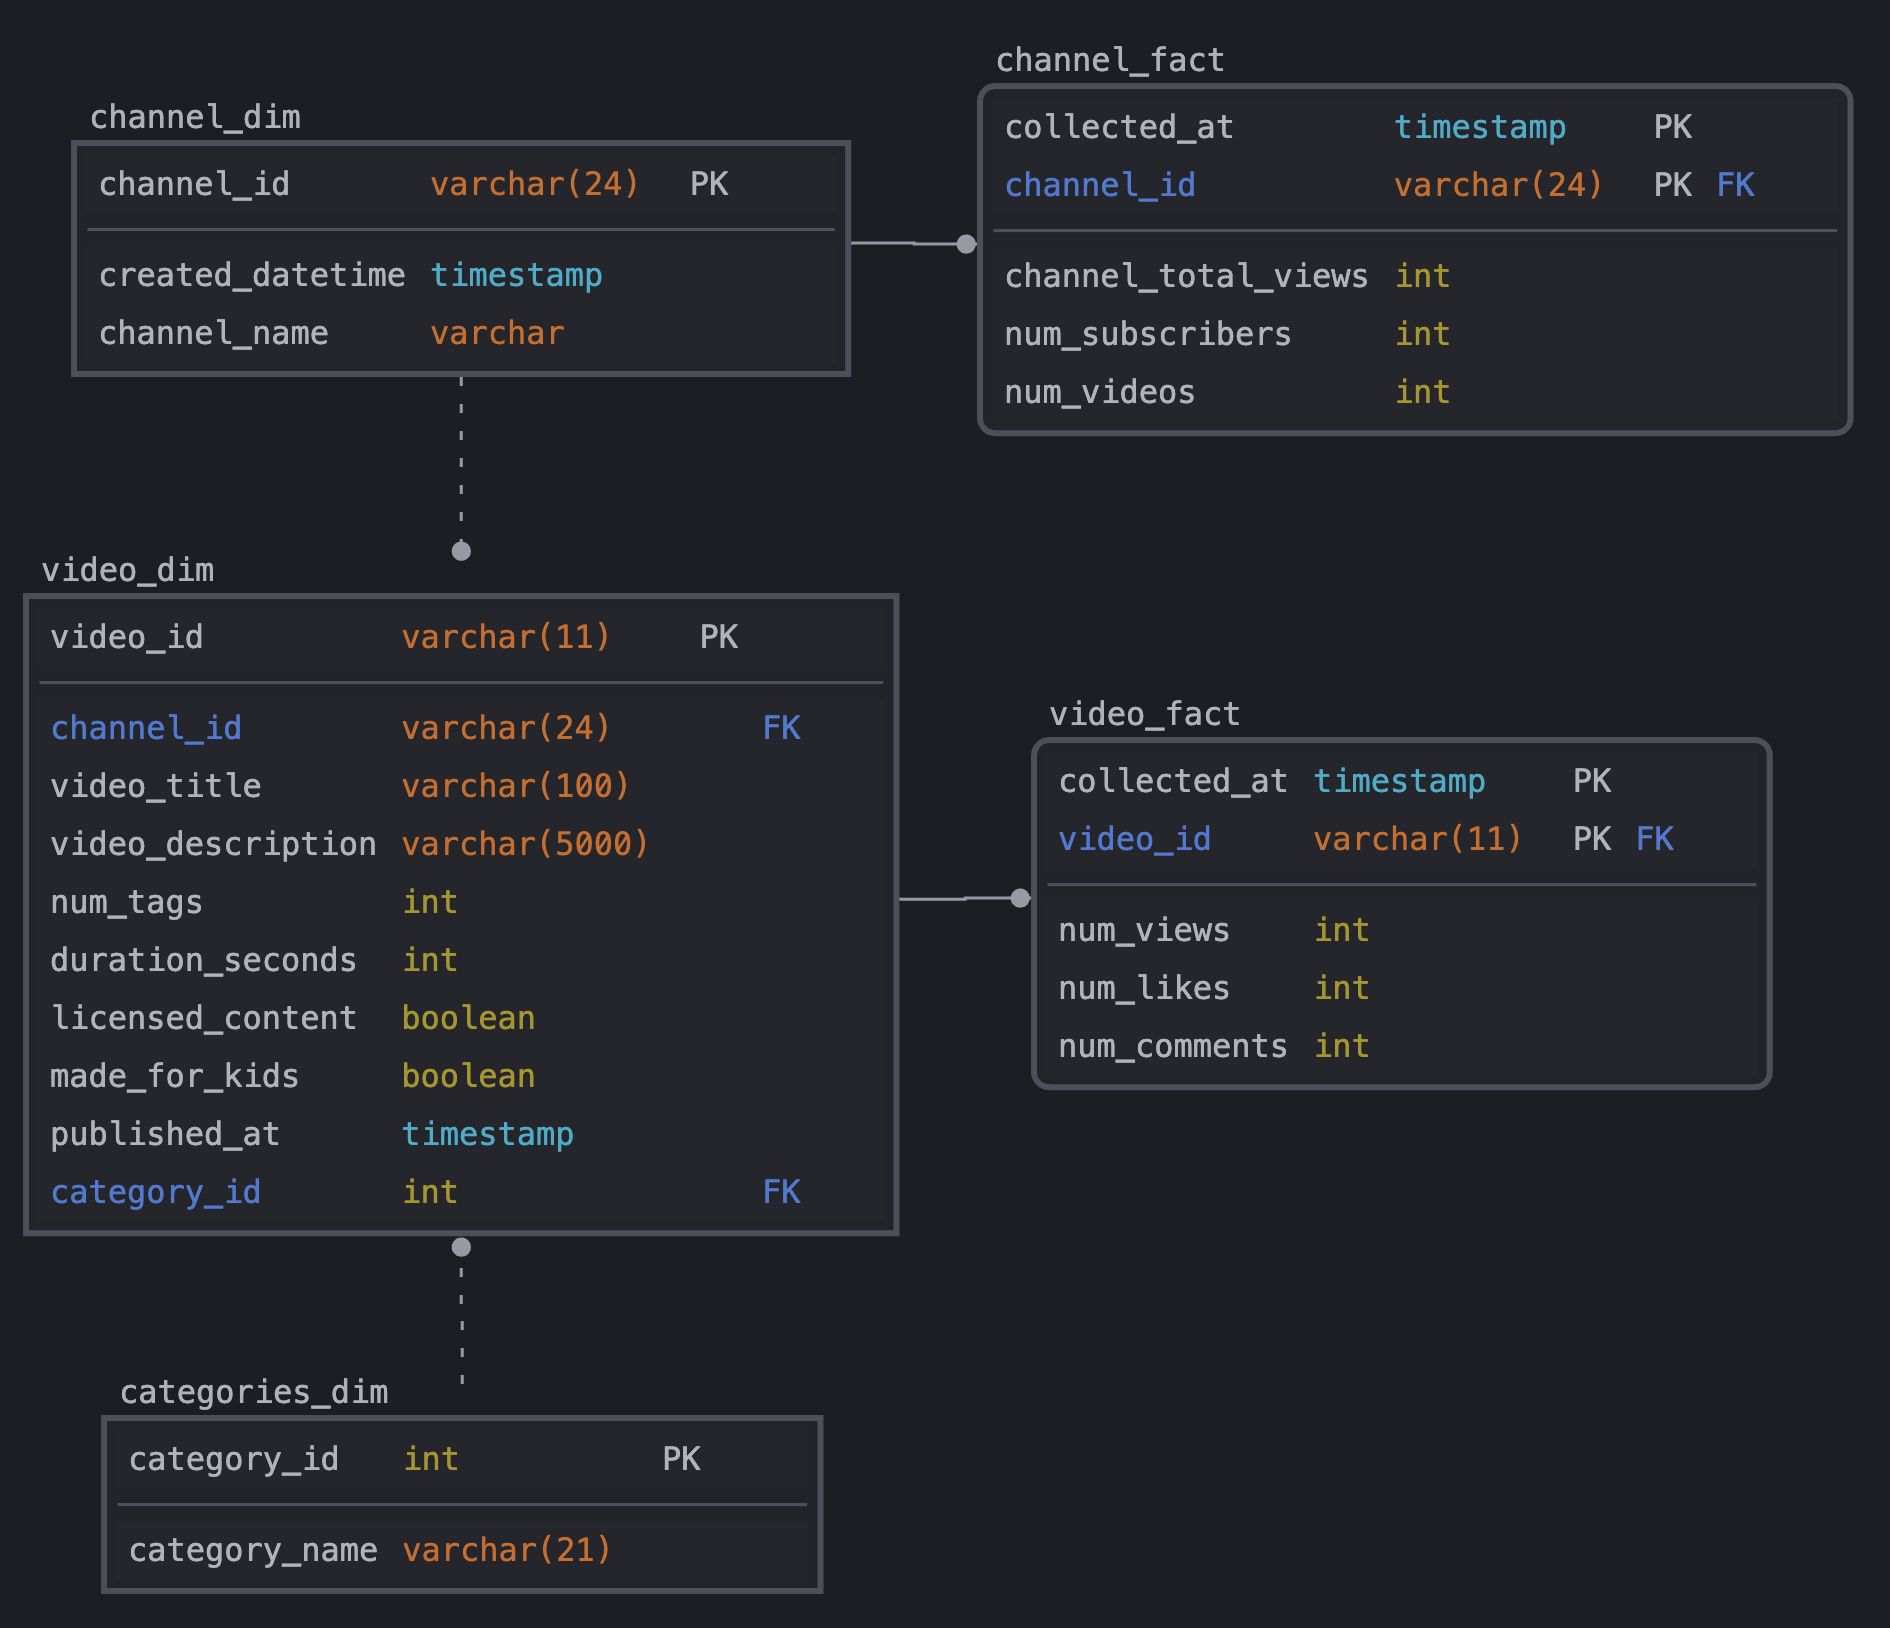 channel_dim
channel_id varchar(24) PK
created_datetime timestamp
channel_name varchar
channel_fact
collected_at timestamp PK
channel_id varchar(24) PK FK
channel_total_views int
num_subscribers int
num_videos int
video_dim
video_id varchar(11) PK
channel_id varchar(24) FK
video_title varchar(100)
video_description varchar(5000)
num_tags int
duration_seconds int
licensed_content boolean
made_for_kids boolean
published_at timestamp
category_id int FK
video_fact
collected_at timestamp PK
video_id varchar(11) PK FK
num_views int
num_likes int
num_comments int
categories_dim
category_id int PK
category_name varchar(21)